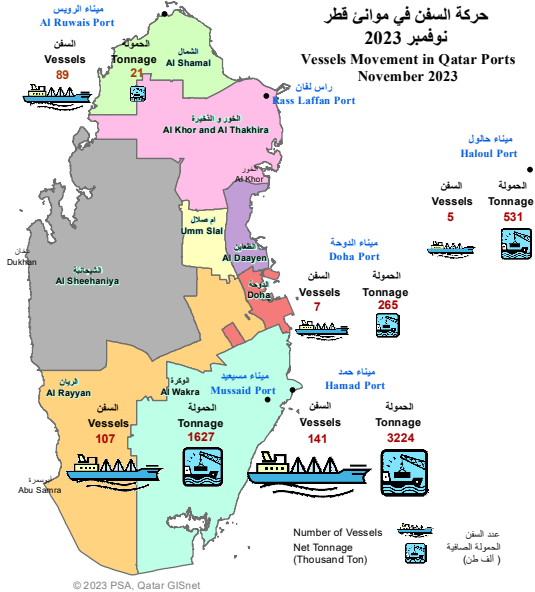 حركة السفن في موانئ قطر
نوفمبر 2023
Vessels Movement in Qatar Ports
November 2023
ميناء الرويس
Al Ruwais Port
السفن
Vessels
89
الحمولة
Tonnage
21
الشمال
Al Shamal
راس لفان
Rass Laffan Port
الخور و الذخيرة
Al Khor and Al Thakhira
ميناء حالول
Haloul Port
السفن
Vessels
5
الحمولة
Tonnage
531
الخور
Al Khor
ام صلال
Umm Slal
الظعاين
Al Daayen
دخان
Dukhan
الشيحانية
Al Sheehaniya
ميناء الدوحة
Doha Port
السفن
Vessels
7
الحمولة
Tonnage
265
الدوحة
Doha
الريان
Al Rayyan
الوكرة
Al Wakra
ميناء مسيعيد
Mussaid Port
ميناء حمد
Hamad Port
السفن
Vessels
107
الحمولة
Tonnage
1627
السفن
Vessels
141
الحمولة
Tonnage
3224
أبوسمرة
Abu Samra
Number of Vessels
عدد السفن
Net Tonnage
(Thousand Ton)
الحمولة الصافية
( ألف طن)
© 2023 PSA, Qatar GISnet